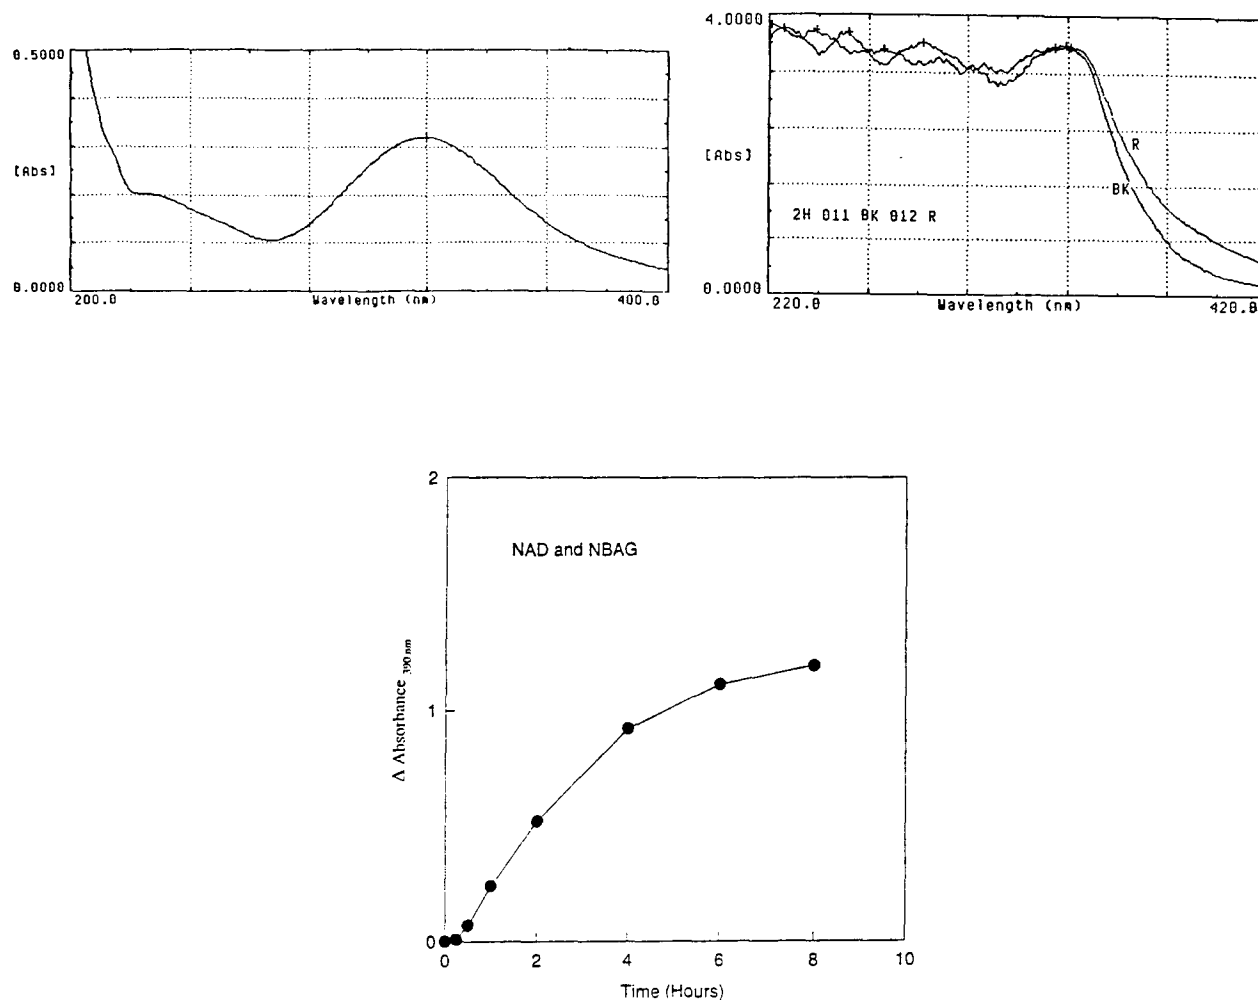 0.5000
[Abs]
0.0000
200.0
Wavelength (nm)
400.0
4.0000
[Abs]
R
BK
2H 011 BK 012 R
0.0000
220.0
Wavelength (nm)
420.0
2
NAD and NBAG
Δ Absorbance 390 nm
1
0
0 2 4 6 8 10
Time (Hours)